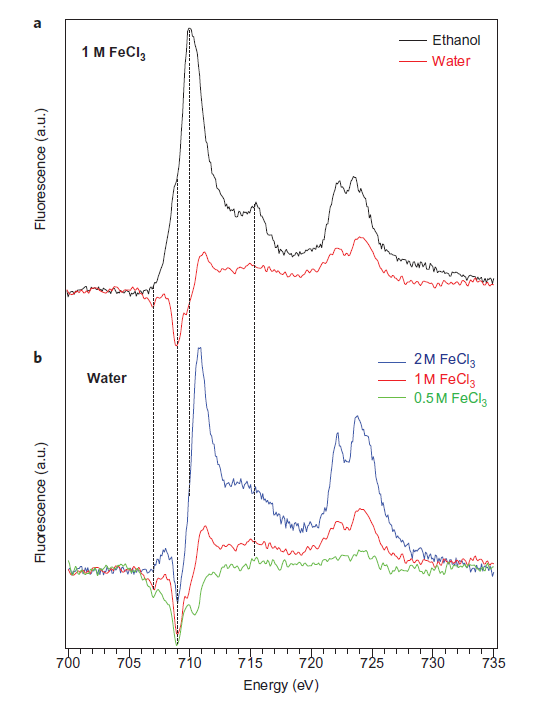 a
1 M FeCl₃
Ethanol
Water
Fluorescence (a.u.)
b
Water
2 M FeCl₃
1 M FeCl₃
0.5 M FeCl₃
Fluorescence (a.u.)
700 705 710 715 720 725 730 735
Energy (eV)